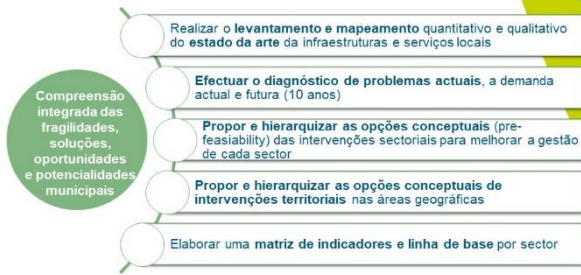 Compreensão
integrada das
fragilidades,
soluções,
oportunidades
e potencialidades
municipais
Realizar o levantamento e mapeamento quantitativo e qualitativo
do estado da arte da infraestruturas e serviços locais
Efectuar o diagnóstico de problemas actuais, a demanda
actual e futura (10 anos)
Propor e hierarquizar as opções conceptuais (pre-
feasiability) das intervenções sectoriais para melhorar a gestão
de cada sector
Propor e hierarquizar as opções conceptuais de
intervenções territoriais nas áreas geográficas
Elaborar uma matriz de indicadores e linha de base por sector